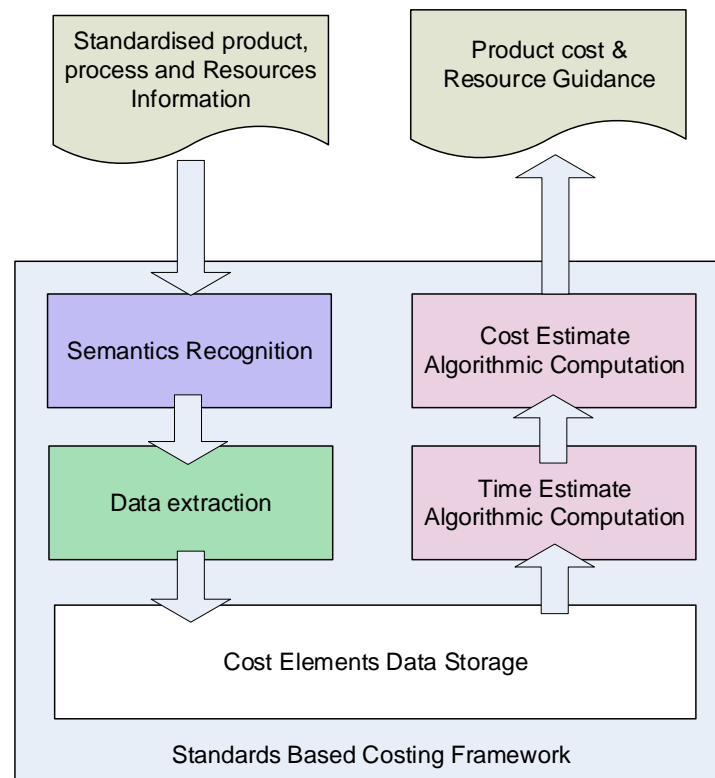 Standardised product,
process and Resources
Information
Product cost &
Resource Guidance
Semantics Recognition
Cost Estimate
Algorithmic Computation
Data extraction
Time Estimate
Algorithmic Computation
Cost Elements Data Storage
Standards Based Costing Framework